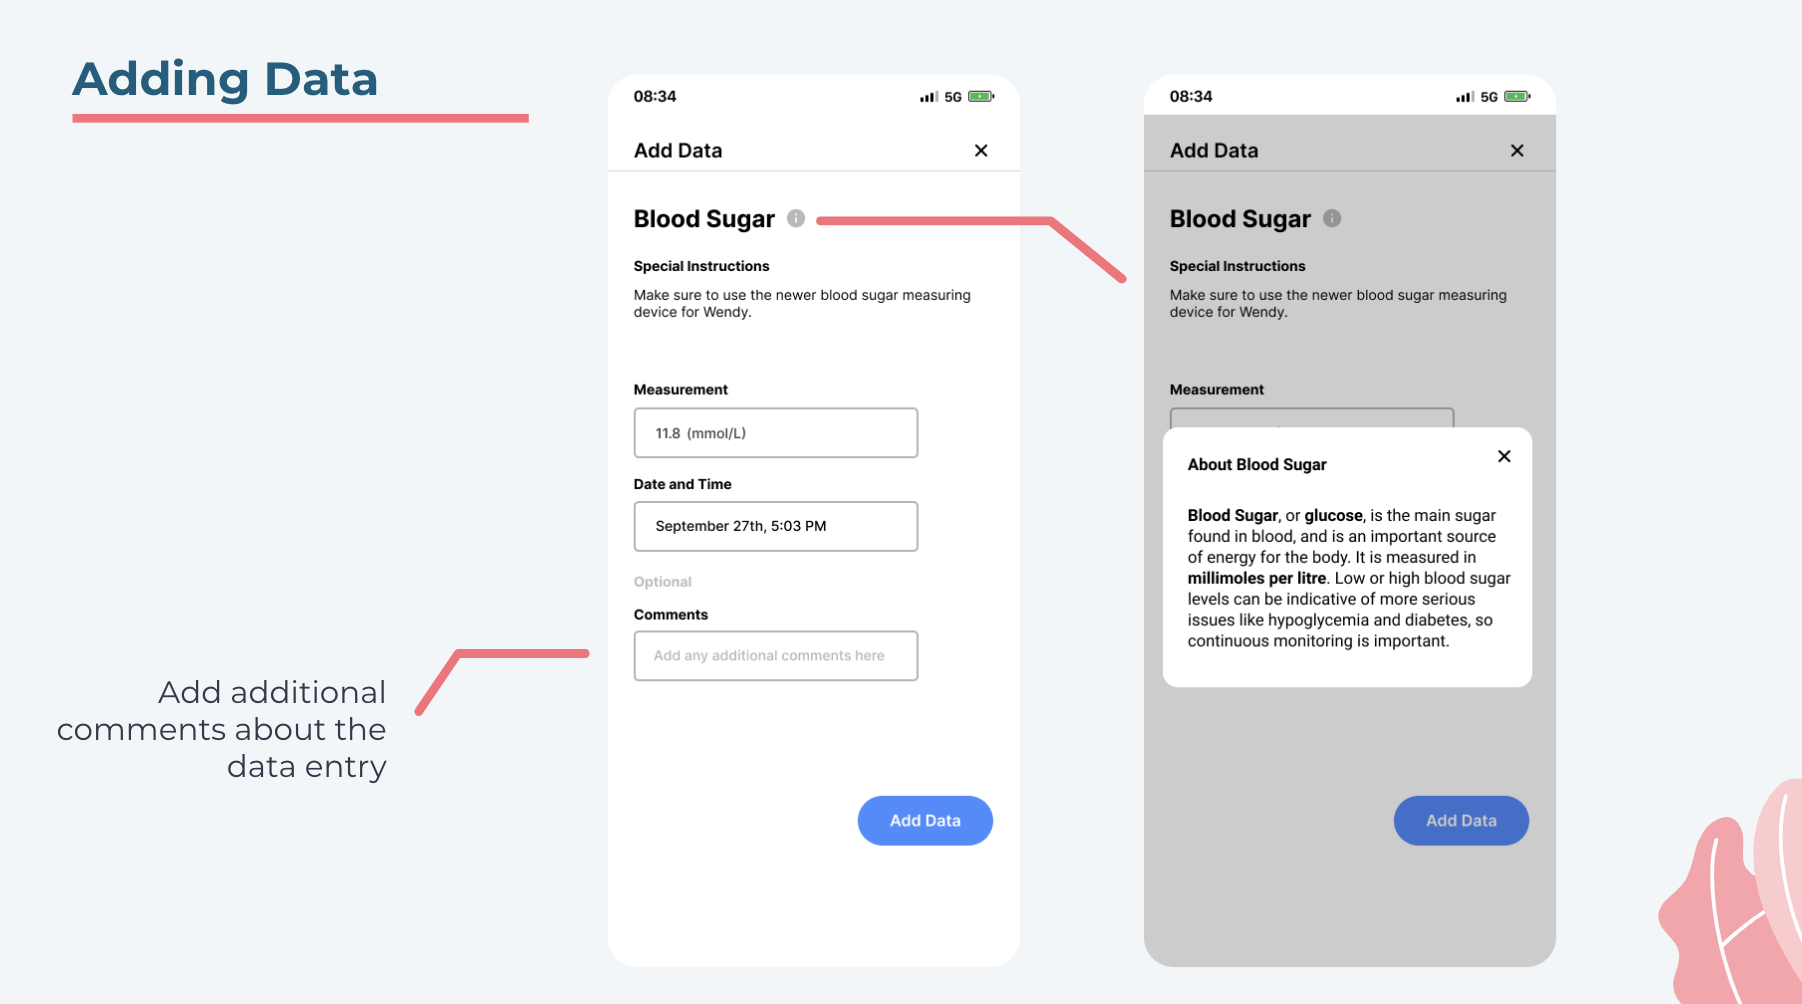 Adding Data
08:34
5G
Add Data
Blood Sugar
Special Instructions
Make sure to use the newer blood sugar measuring
device for Wendy.
Measurement
11.8 (mmol/L)
Date and Time
September 27th, 5:03 PM
Optional
Comments
Add any additional comments here
Add Data
Add additional
comments about the
data entry
08:34
5G
Add Data
Blood Sugar
Special Instructions
Make sure to use the newer blood sugar measuring
device for Wendy.
Measurement
About Blood Sugar
Blood Sugar, or glucose, is the main sugar
found in blood, and is an important source
of energy for the body. It is measured in
millimoles per litre. Low or high blood sugar
levels can be indicative of more serious
issues like hypoglycemia and diabetes, so
continuous monitoring is important.
Add Data